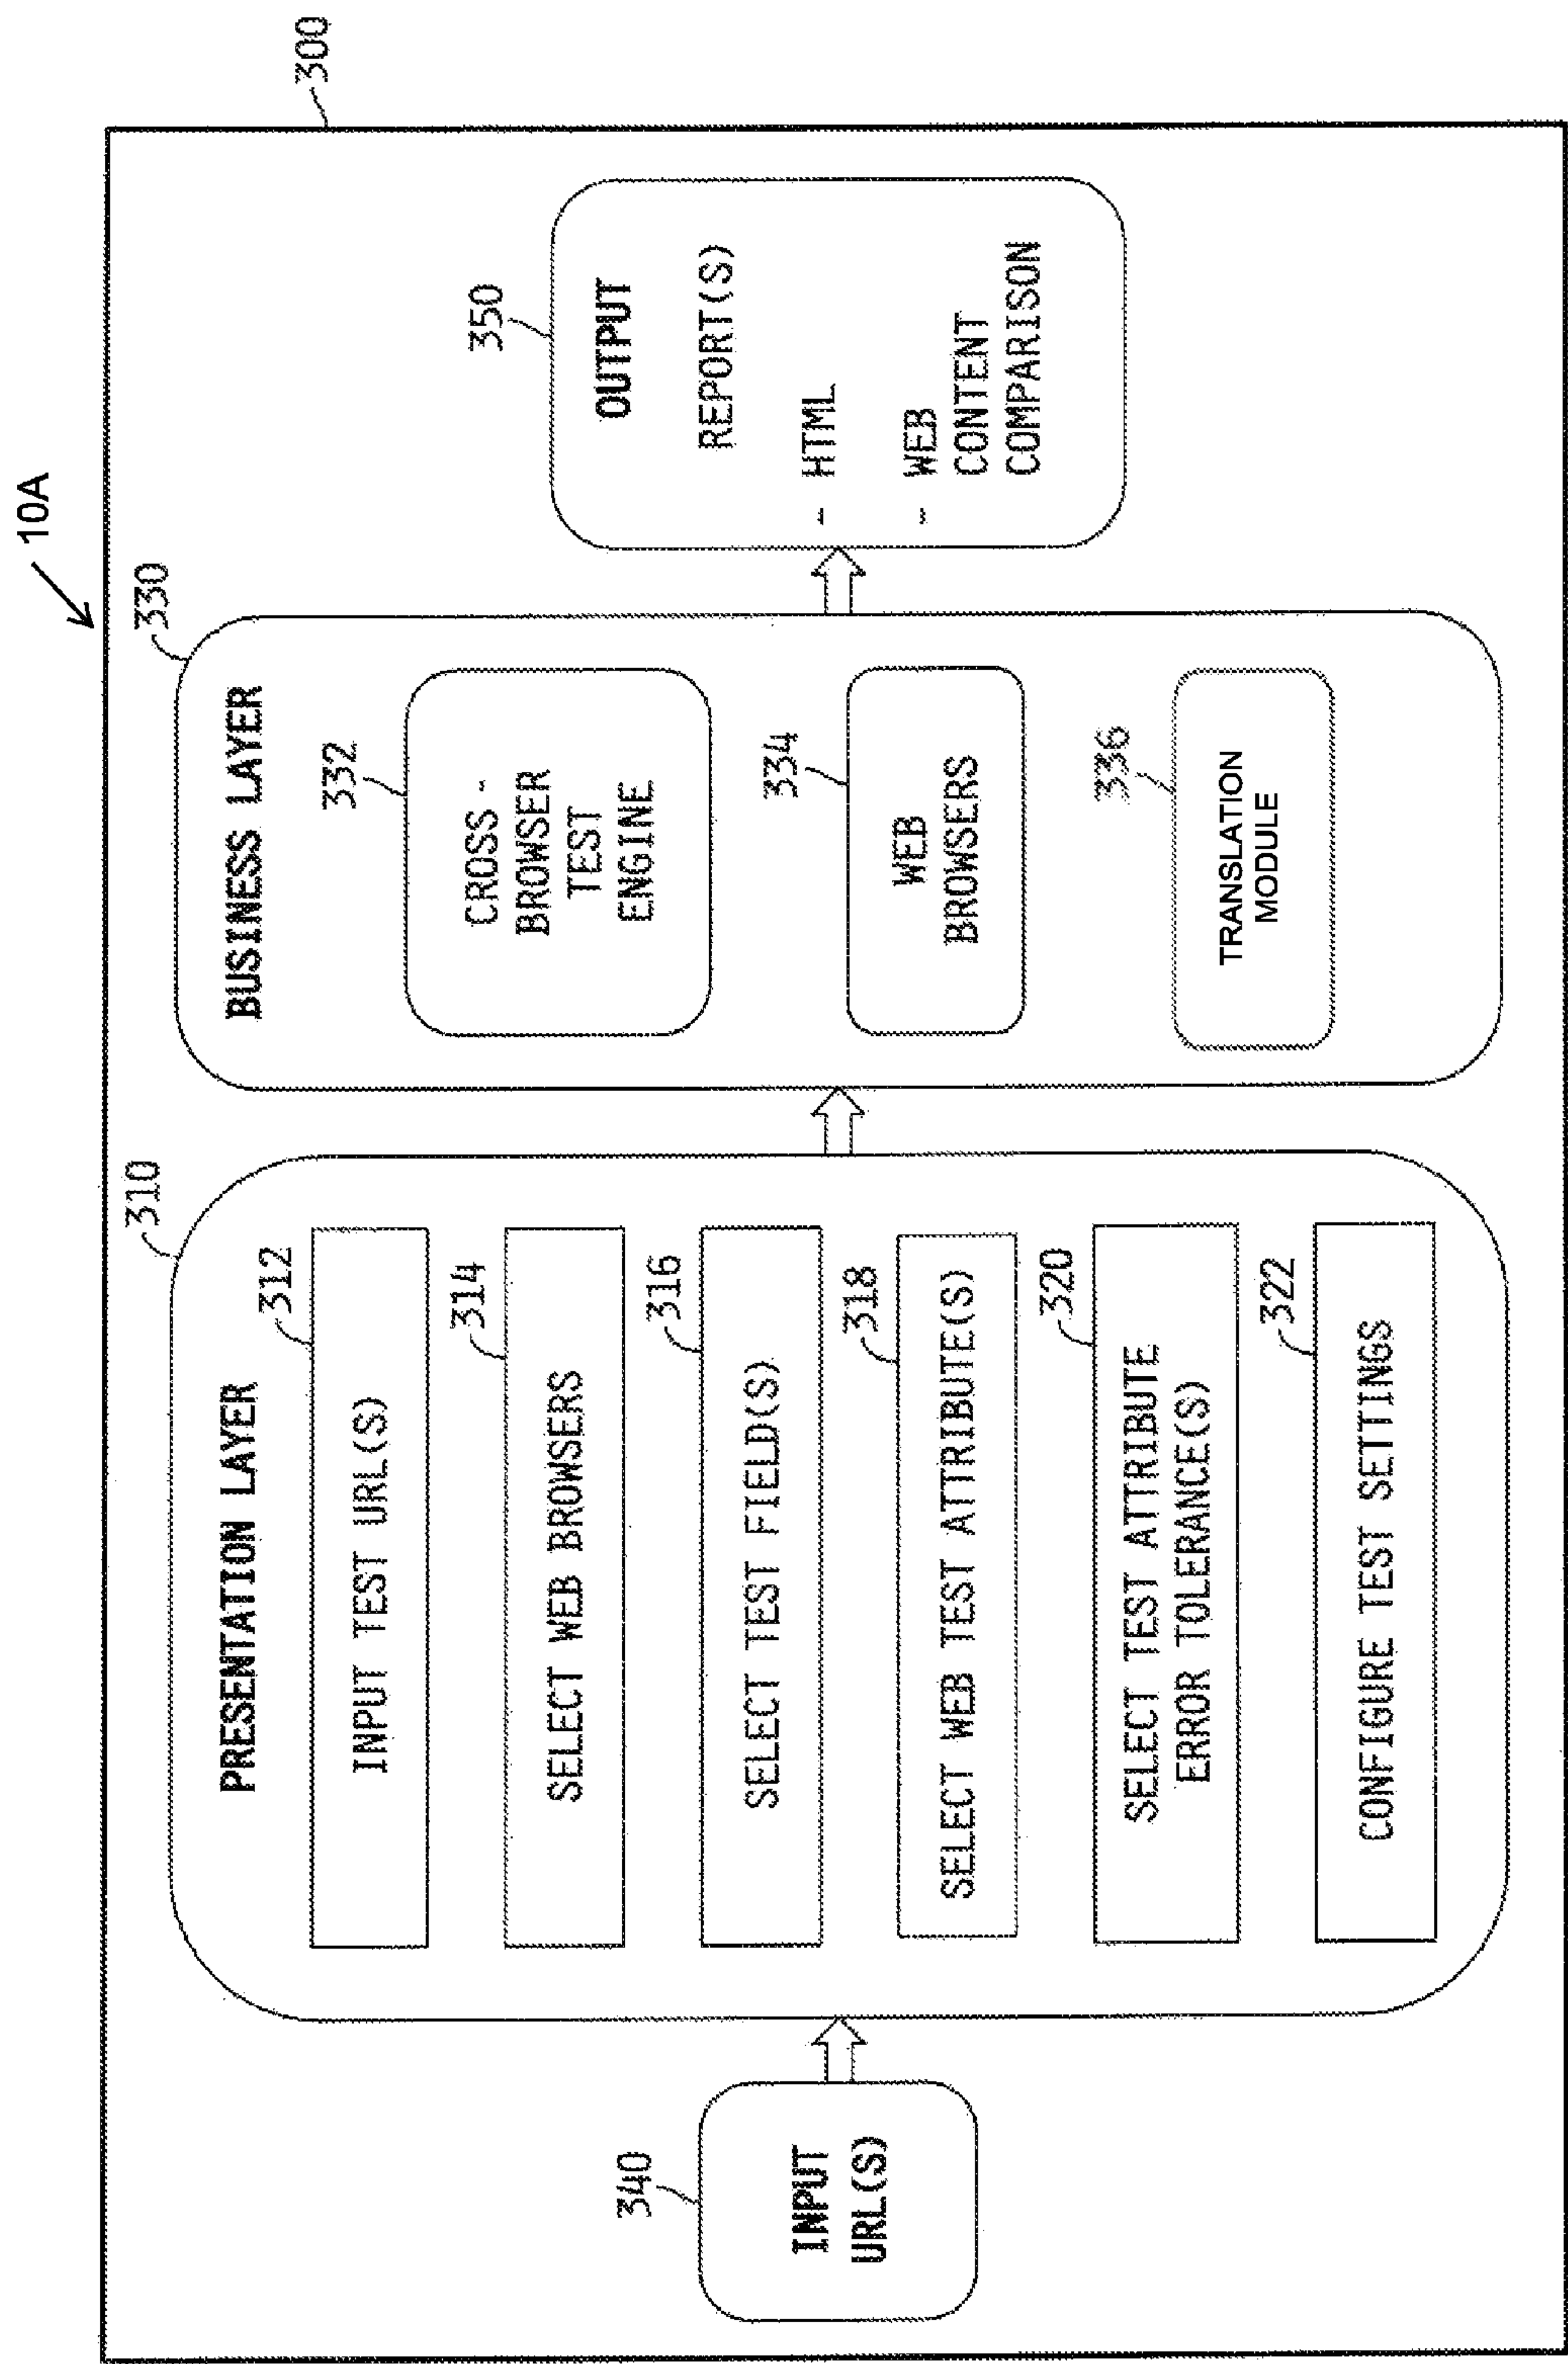 10A
300
340
INPUT
URL(S)
310
PRESENTATION LAYER
312
INPUT TEST URL(S)
314
SELECT WEB BROWSERS
316
SELECT TEST FIELD(S)
318
SELECT WEB TEST ATTRIBUTE(S)
320
SELECT TEST ATTRIBUTE
ERROR TOLERANCE(S)
322
CONFIGURE TEST SETTINGS
330
BUSINESS LAYER
332
CROSS -
BROWSER
TEST
ENGINE
334
WEB
BROWSERS
336
TRANSLATION
MODULE
350
OUTPUT
REPORT(S)
- HTML
- WEB
CONTENT
COMPARISON